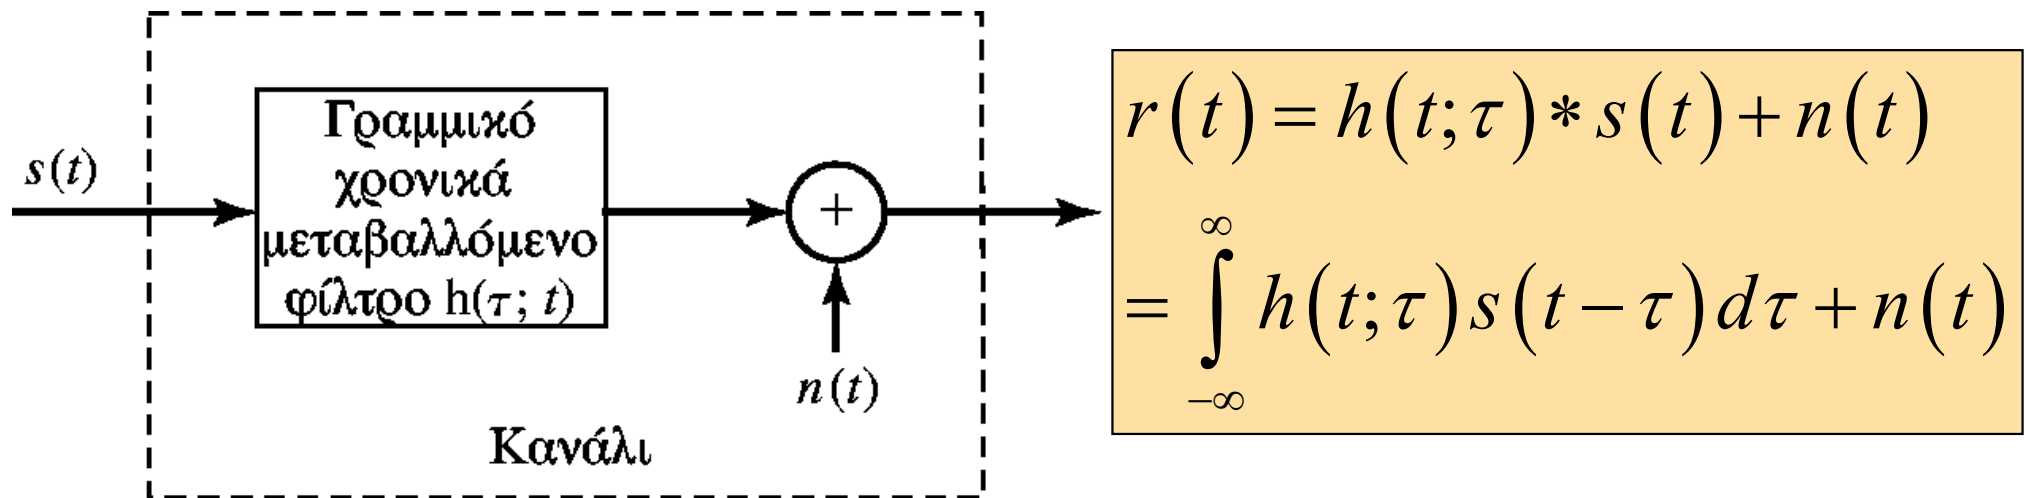 s(t)
Γραμμικό
χρονικά
μεταβαλλόμενο
φίλτρο h(τ; t)
+
n(t)
Κανάλι
r(t) = h(t;τ) * s(t) + n(t)
= ∫_{-∞}^{∞} h(t;τ) s(t − τ) dτ + n(t)